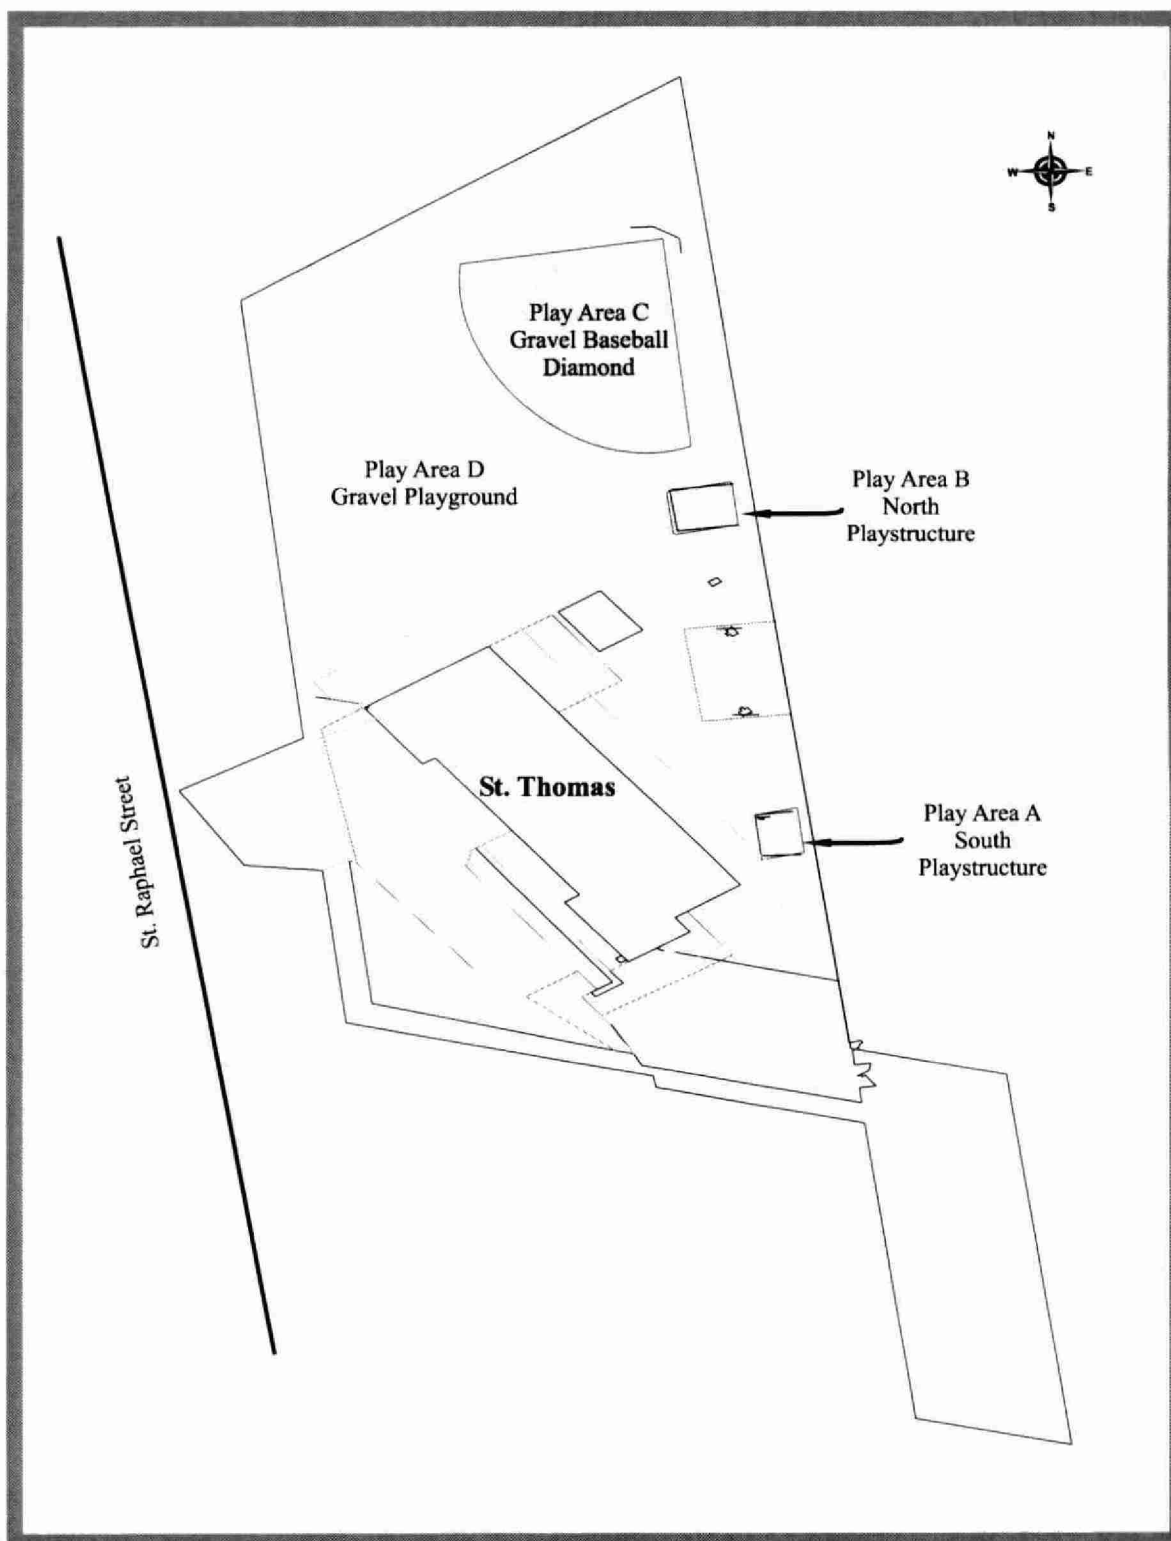 N
W E
S
Play Area C
Gravel Baseball
Diamond
Play Area D
Gravel Playground
Play Area B
North
Playstructure
St. Thomas
Play Area A
South
Playstructure
St. Raphael Street